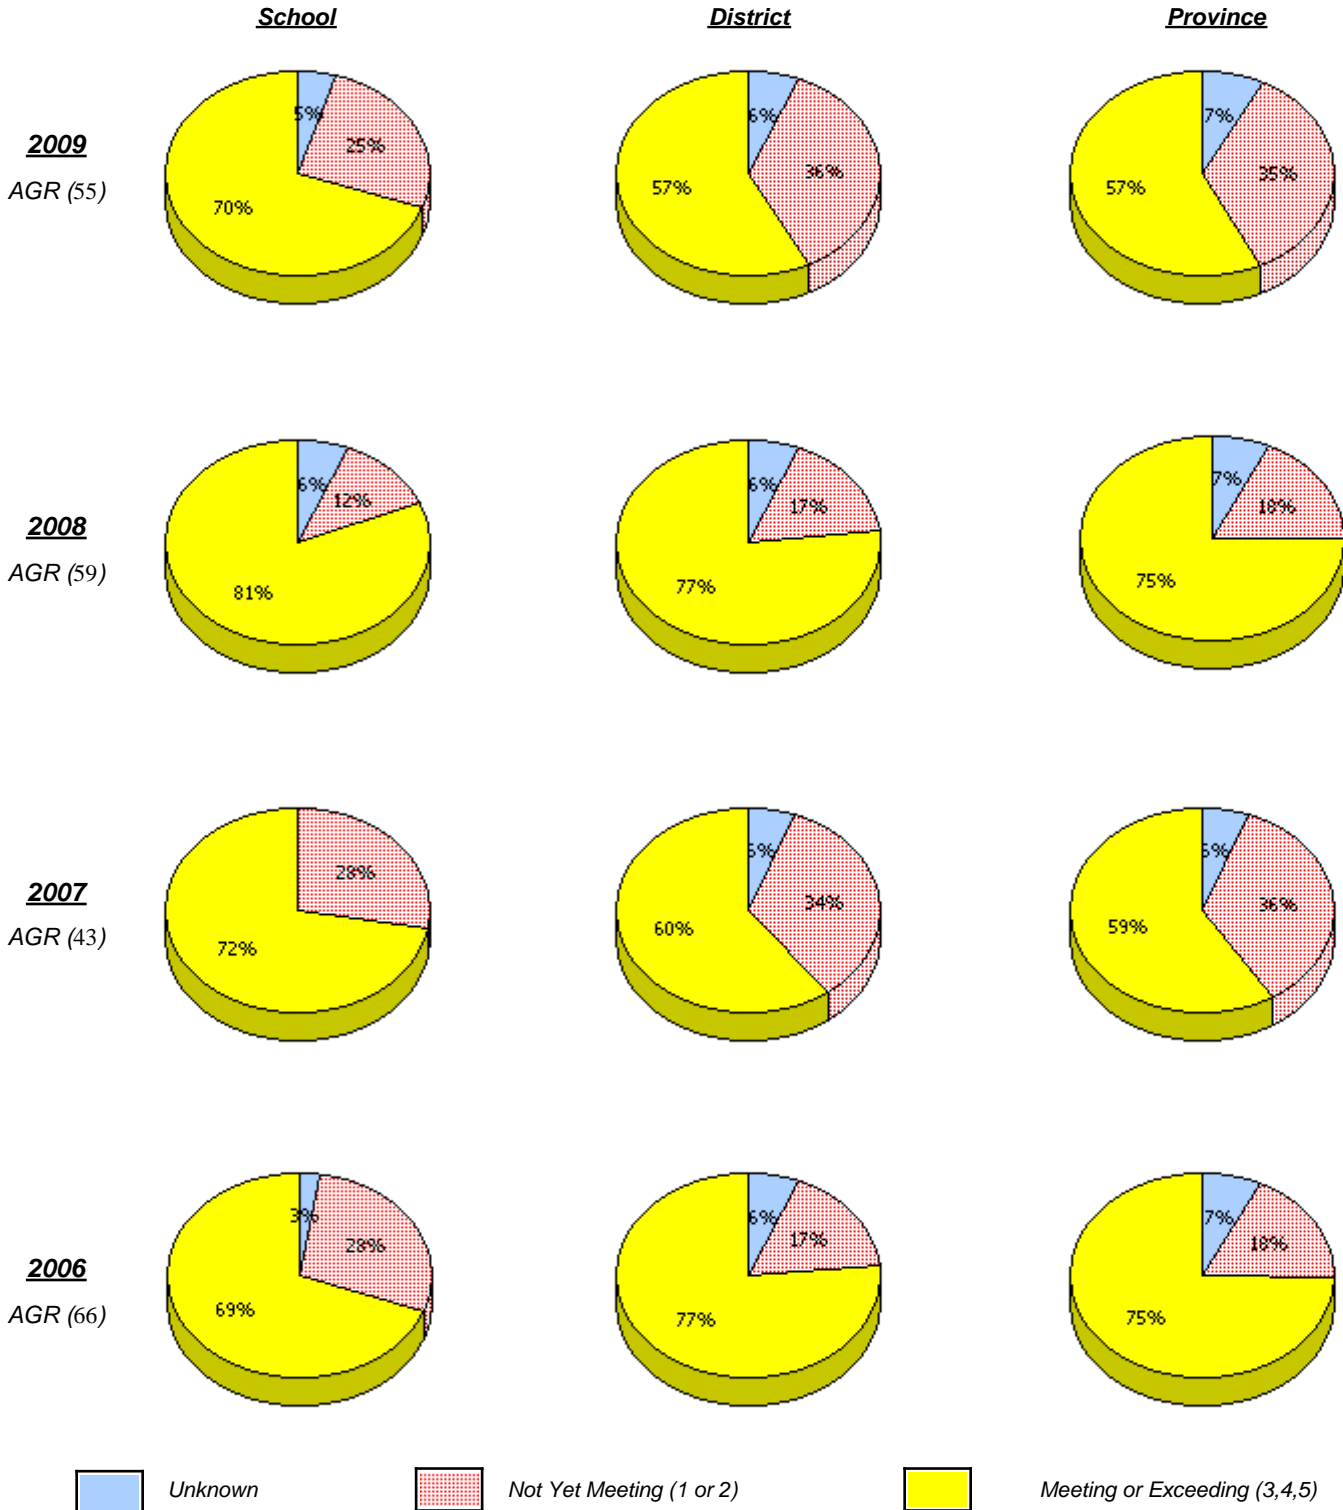 School District Province
2009
AGR (55)
5% 25% 70%
6% 36% 57%
7% 35% 57%
2008
AGR (59)
6% 12% 81%
6% 17% 77%
7% 18% 75%
2007
AGR (43)
28% 72%
34% 60%
36% 59%
2006
AGR (66)
3% 28% 69%
6% 17% 77%
7% 18% 75%
Unknown Not Yet Meeting (1 or 2) Meeting or Exceeding (3,4,5)